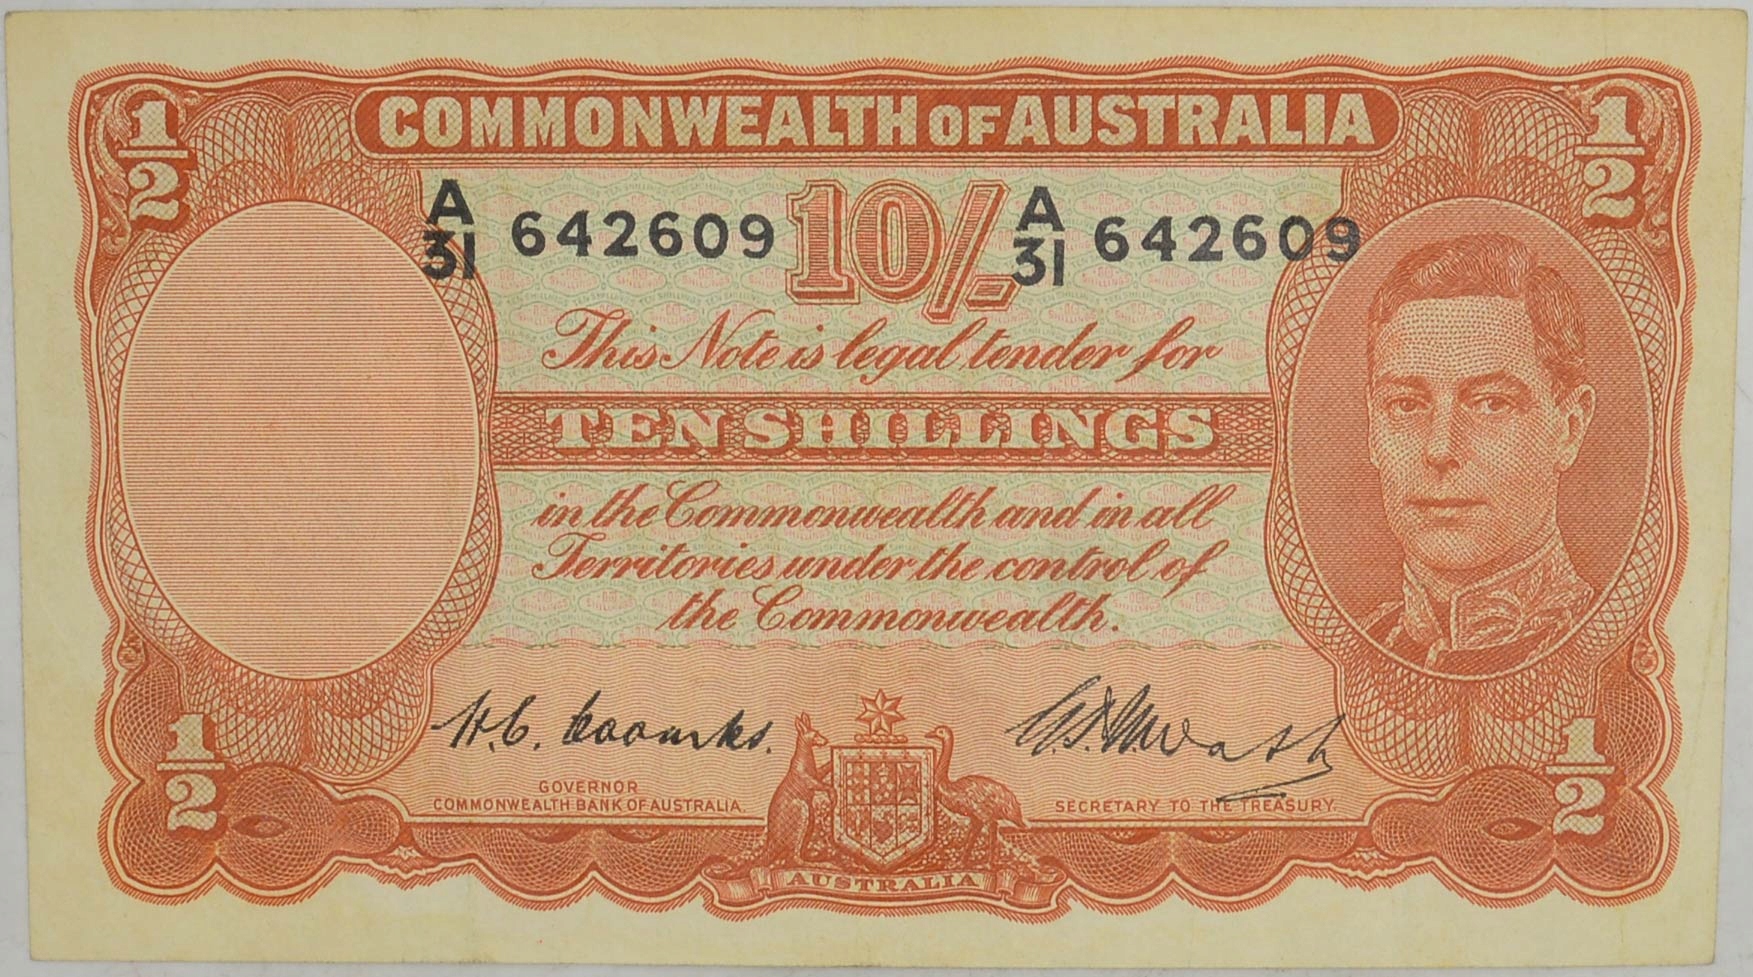 1/2 COMMONWEALTH OF AUSTRALIA 1/2
A/31 642609 10/- A/31 642609
This Note is legal tender for
TEN SHILLINGS
in the Commonwealth and in all
Territories under the control of
the Commonwealth.
H.C. Coombs.
GOVERNOR
COMMONWEALTH BANK OF AUSTRALIA.
SECRETARY TO THE TREASURY.
1/2 1/2
AUSTRALIA